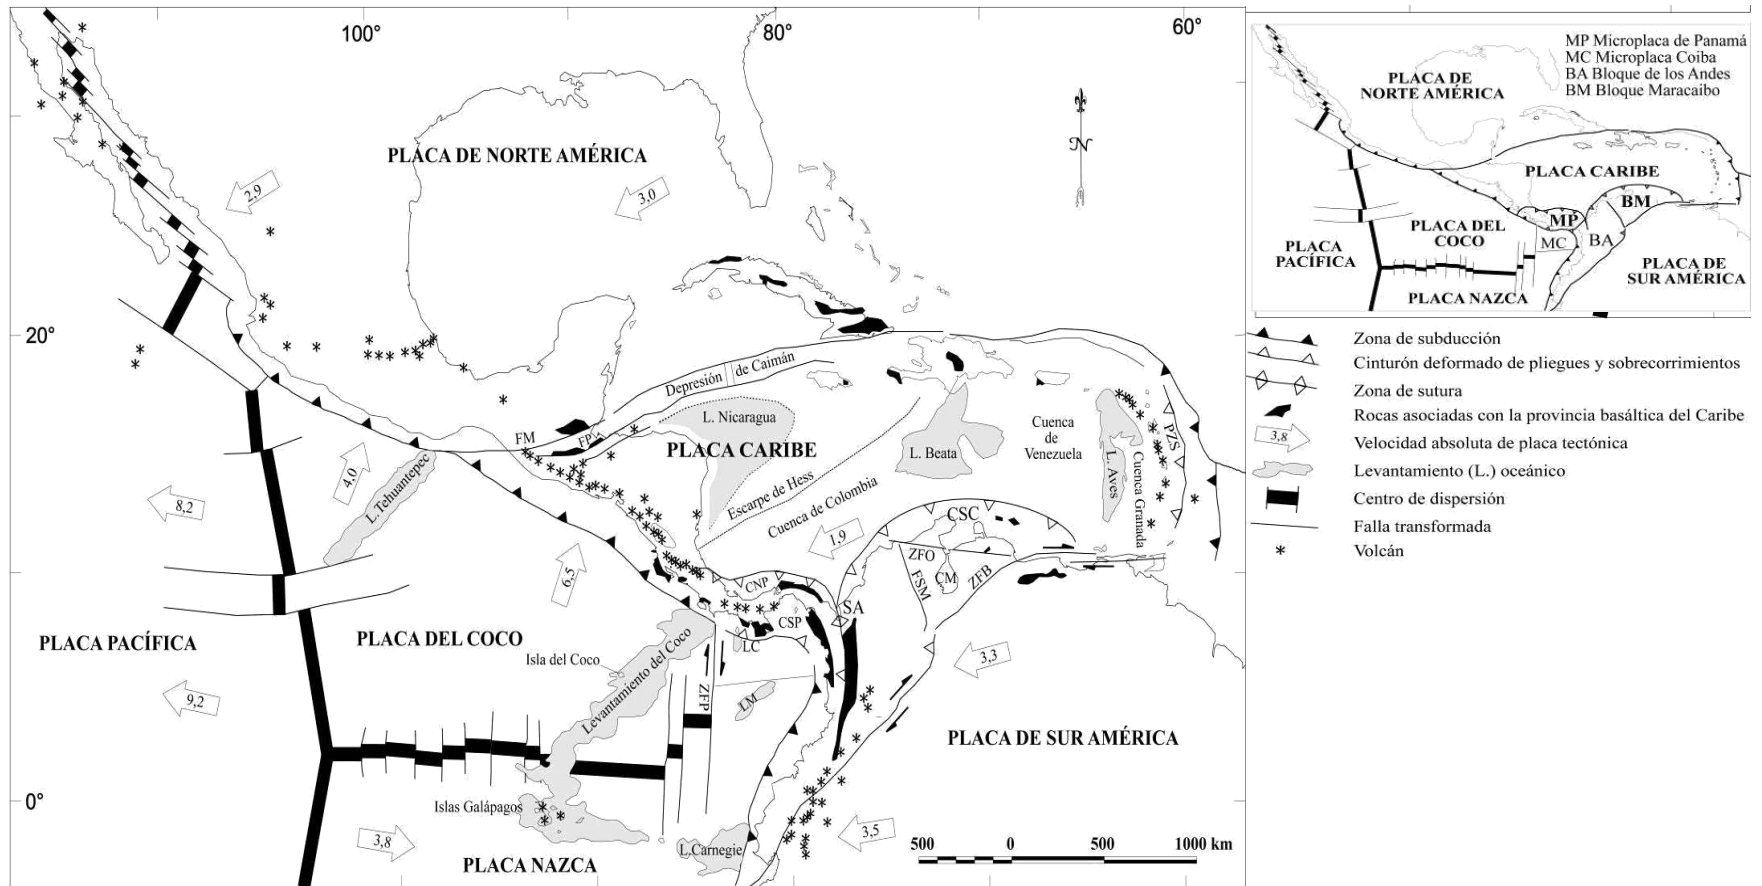 100°
80°
60°
20°
0°
PLACA DE NORTE AMÉRICA
2,9
3,0
N
Depresión de Caimán
L. Nicaragua
FM
FP
PLACA CARIBE
L. Beata
Cuenca
de
Venezuela
L. Aves
Cuenca Granada
PZS
Escarpe de Hess
Cuenca de Colombia
L. Tehuantepec
4,0
8,2
6,5
1,9
CSC
ZFO
CM
FSM
ZFB
CNP
SA
CSP
LC
PLACA PACÍFICA
PLACA DEL COCO
Isla del Coco
Levantamiento del Coco
ZFP
LM
3,3
9,2
PLACA DE SUR AMÉRICA
Islas Galápagos
3,8
3,5
L.Carnegie
PLACA NAZCA
500 0 500 1000 km
MP Microplaca de Panamá
MC Microplaca Coiba
BA Bloque de los Andes
BM Bloque Maracaibo
PLACA DE
NORTE AMÉRICA
PLACA CARIBE
BM
MP
MC
BA
PLACA DEL
COCO
PLACA
PACÍFICA
PLACA DE
SUR AMÉRICA
PLACA NAZCA
Zona de subducción
Cinturón deformado de pliegues y sobrecorrimientos
Zona de sutura
Rocas asociadas con la provincia basáltica del Caribe
3,8
Velocidad absoluta de placa tectónica
Levantamiento (L.) oceánico
Centro de dispersión
Falla transformada
Volcán